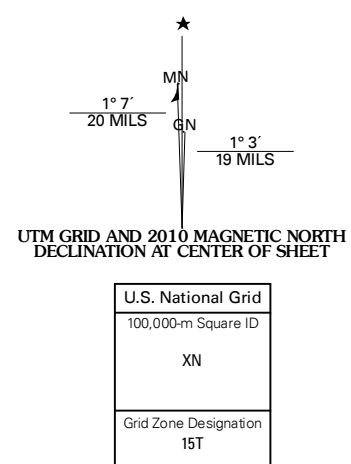 ★
MN
1° 7´
20 MILS
GN
1° 3´
19 MILS
UTM GRID AND 2010 MAGNETIC NORTH
DECLINATION AT CENTER OF SHEET
U.S. National Grid
100,000-m Square ID
XN
Grid Zone Designation
15T